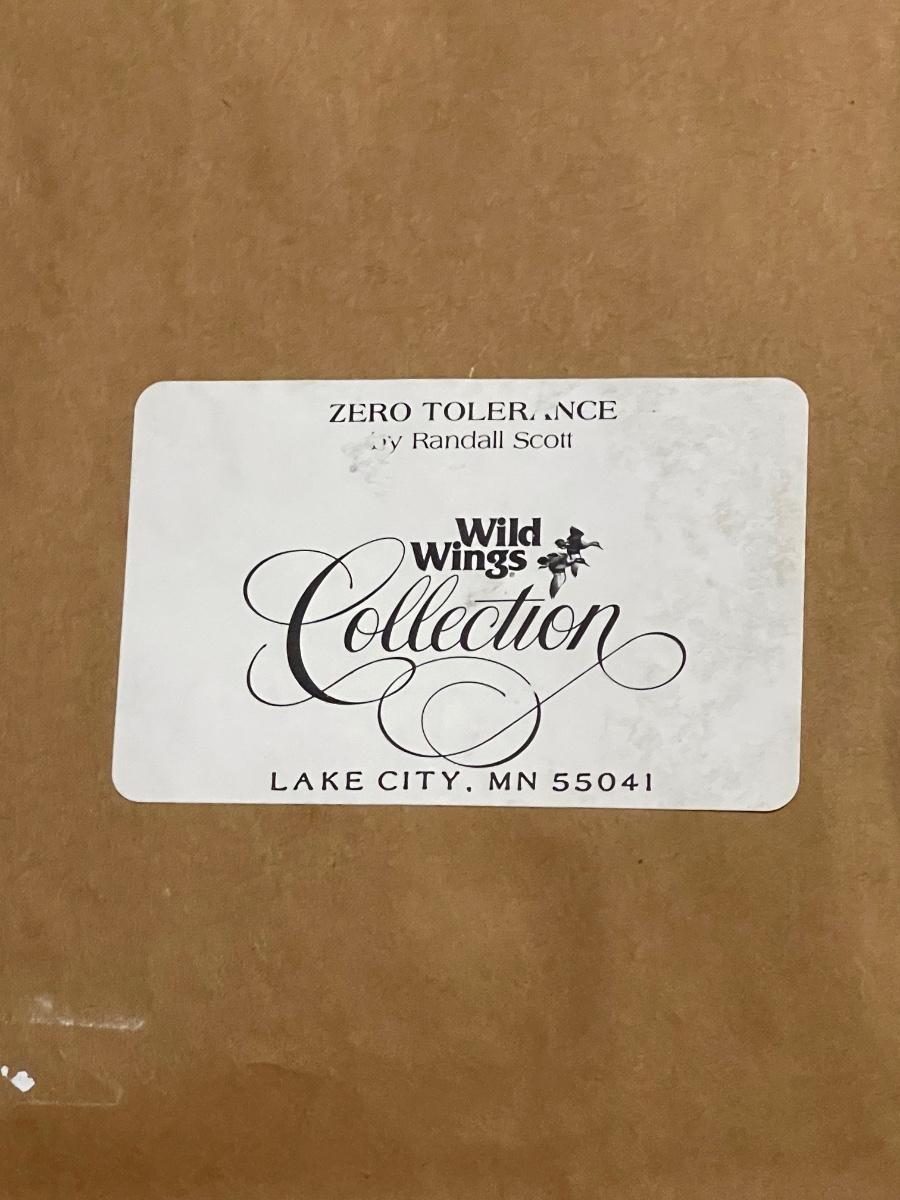 ZERO TOLERANCE
by Randall Scott
Wild
Wings
Collection
LAKE CITY, MN 55041